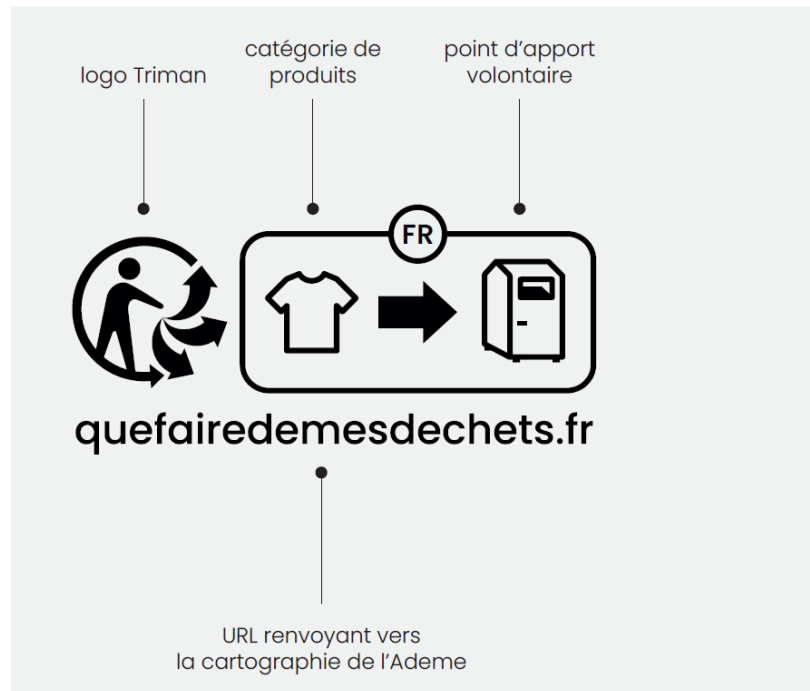 logo Triman
catégorie de
produits
point d’apport
volontaire
FR
quefairedemesdechets.fr
URL renvoyant vers
la cartographie de l’Ademe